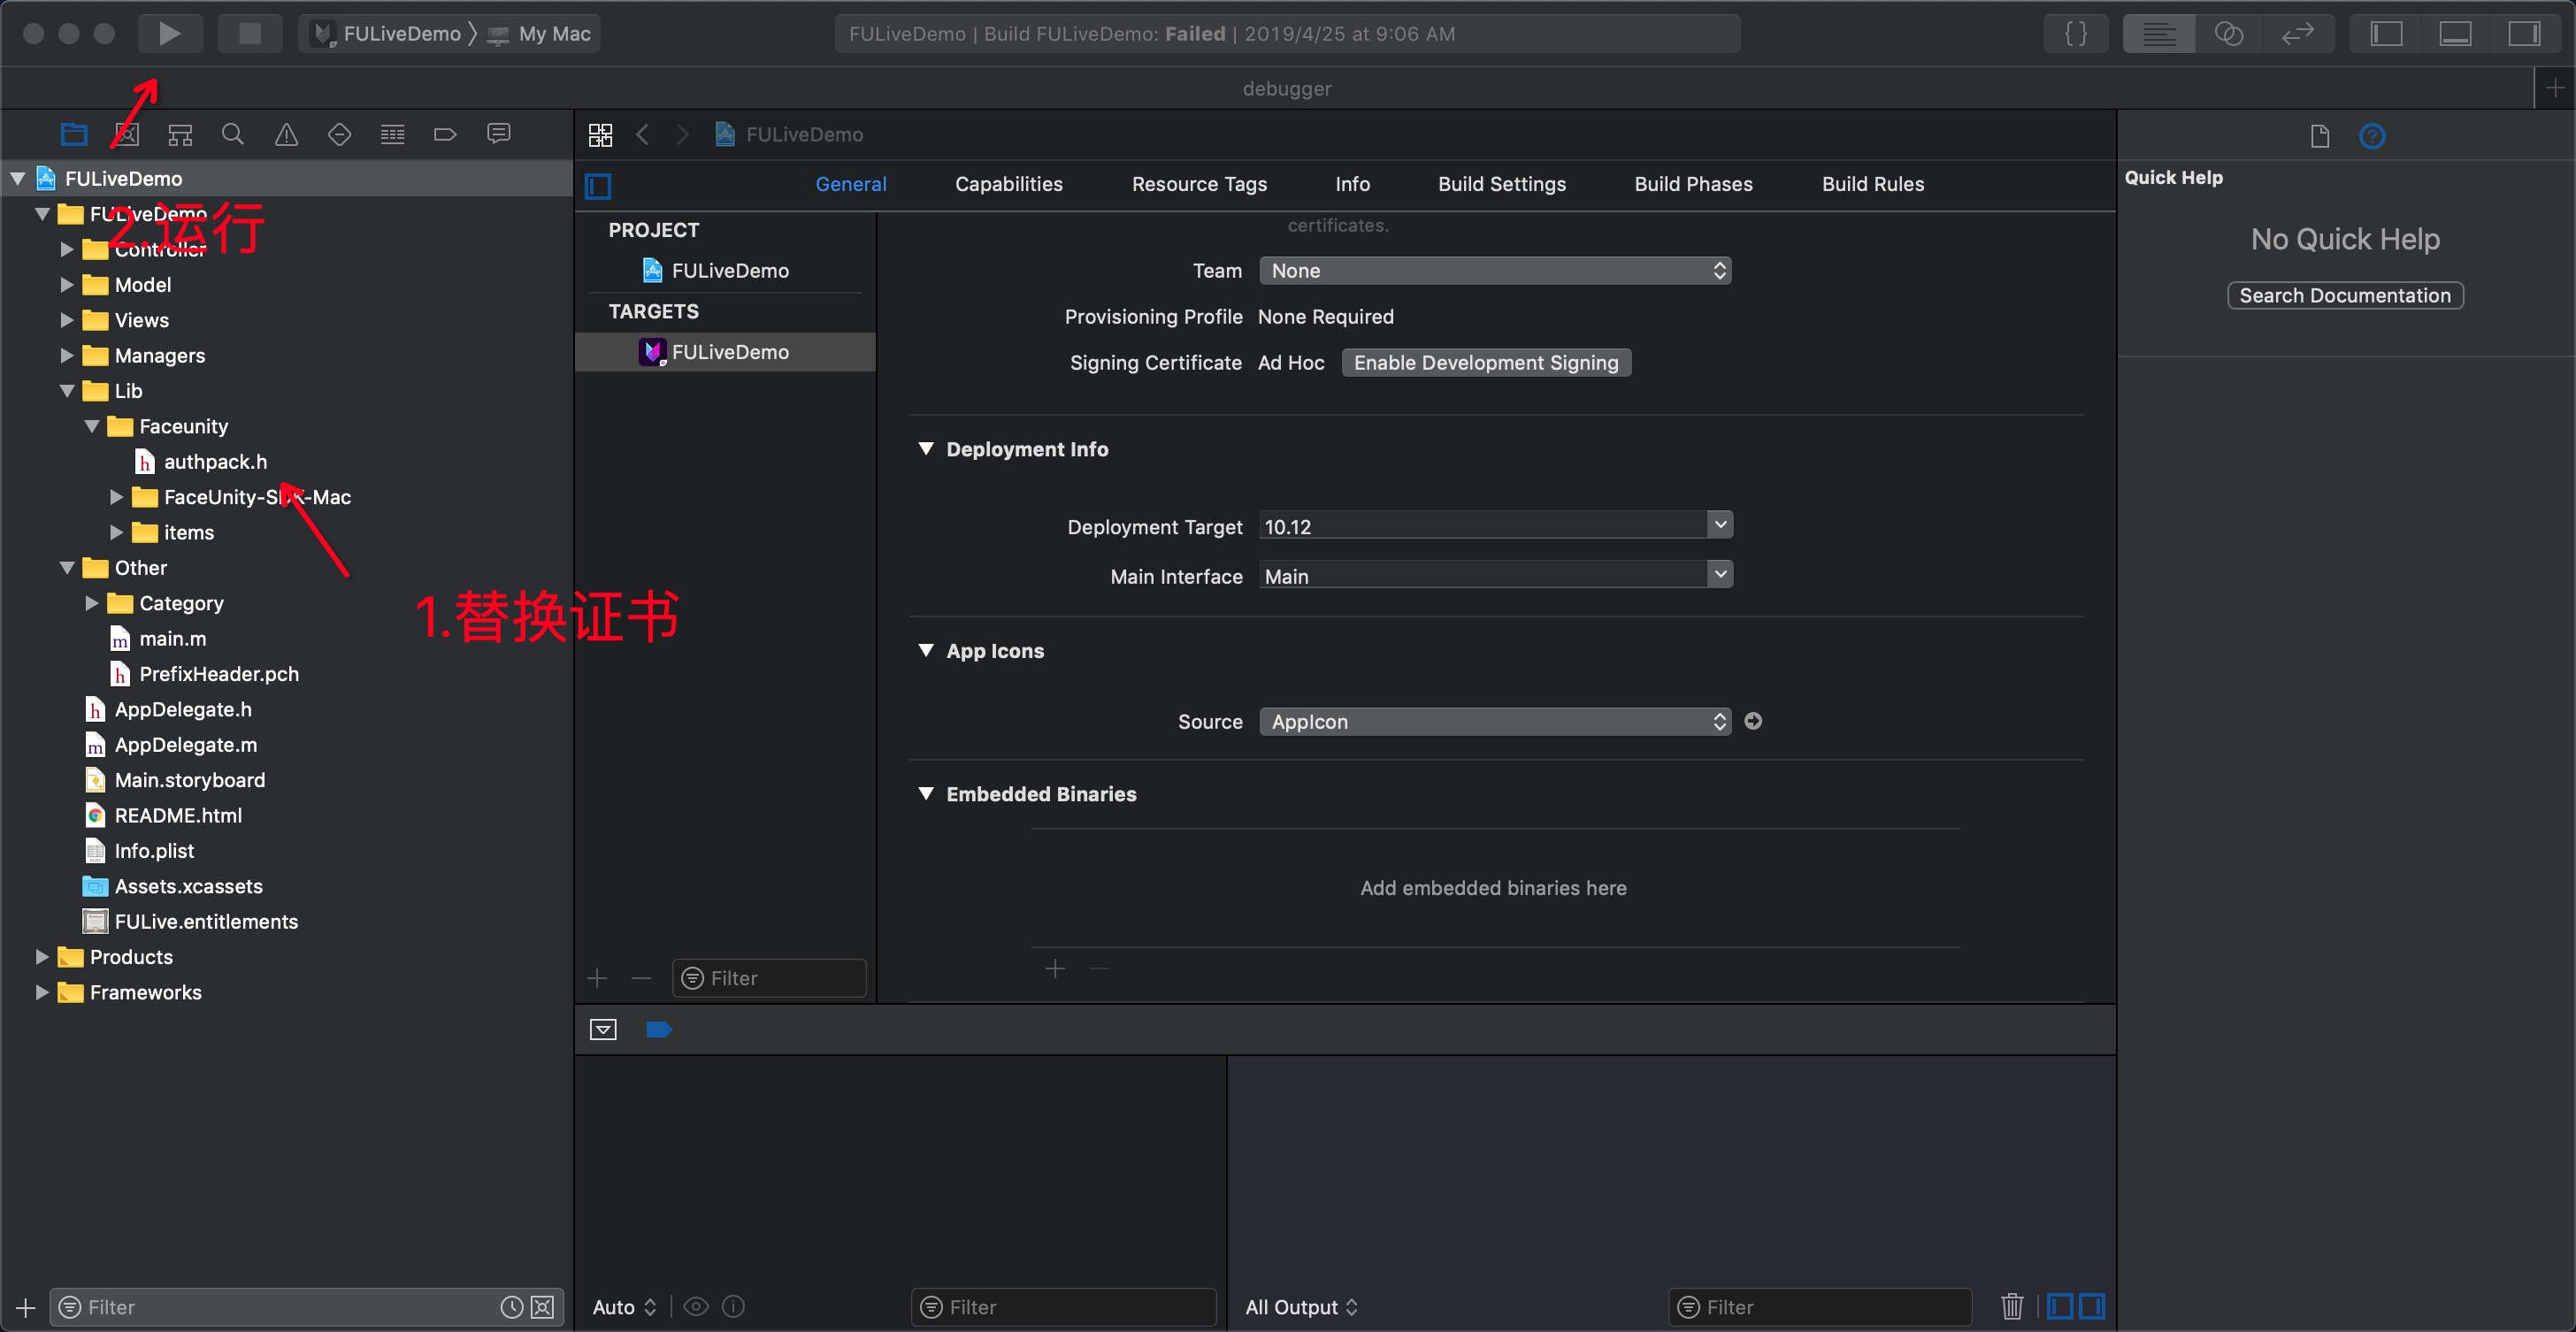 FULiveDemo 〉 My Mac
FULiveDemo | Build FULiveDemo: Failed | 2019/4/25 at 9:06 AM
{ }
debugger
FULiveDemo
FULiveDemo
Controller
Model
Views
Managers
Lib
Faceunity
authpack.h
FaceUnity-SDK-Mac
items
Other
Category
main.m
PrefixHeader.pch
AppDelegate.h
AppDelegate.m
Main.storyboard
README.html
Info.plist
Assets.xcassets
FULive.entitlements
Products
Frameworks
Filter
2.运行
1.替换证书
FULiveDemo
General Capabilities Resource Tags Info Build Settings Build Phases Build Rules
PROJECT
FULiveDemo
TARGETS
FULiveDemo
Filter
certificates.
Team None
Provisioning Profile None Required
Signing Certificate Ad Hoc Enable Development Signing
Deployment Info
Deployment Target 10.12
Main Interface Main
App Icons
Source AppIcon
Embedded Binaries
Add embedded binaries here
Auto
Filter
All Output
Filter
Quick Help
No Quick Help
Search Documentation